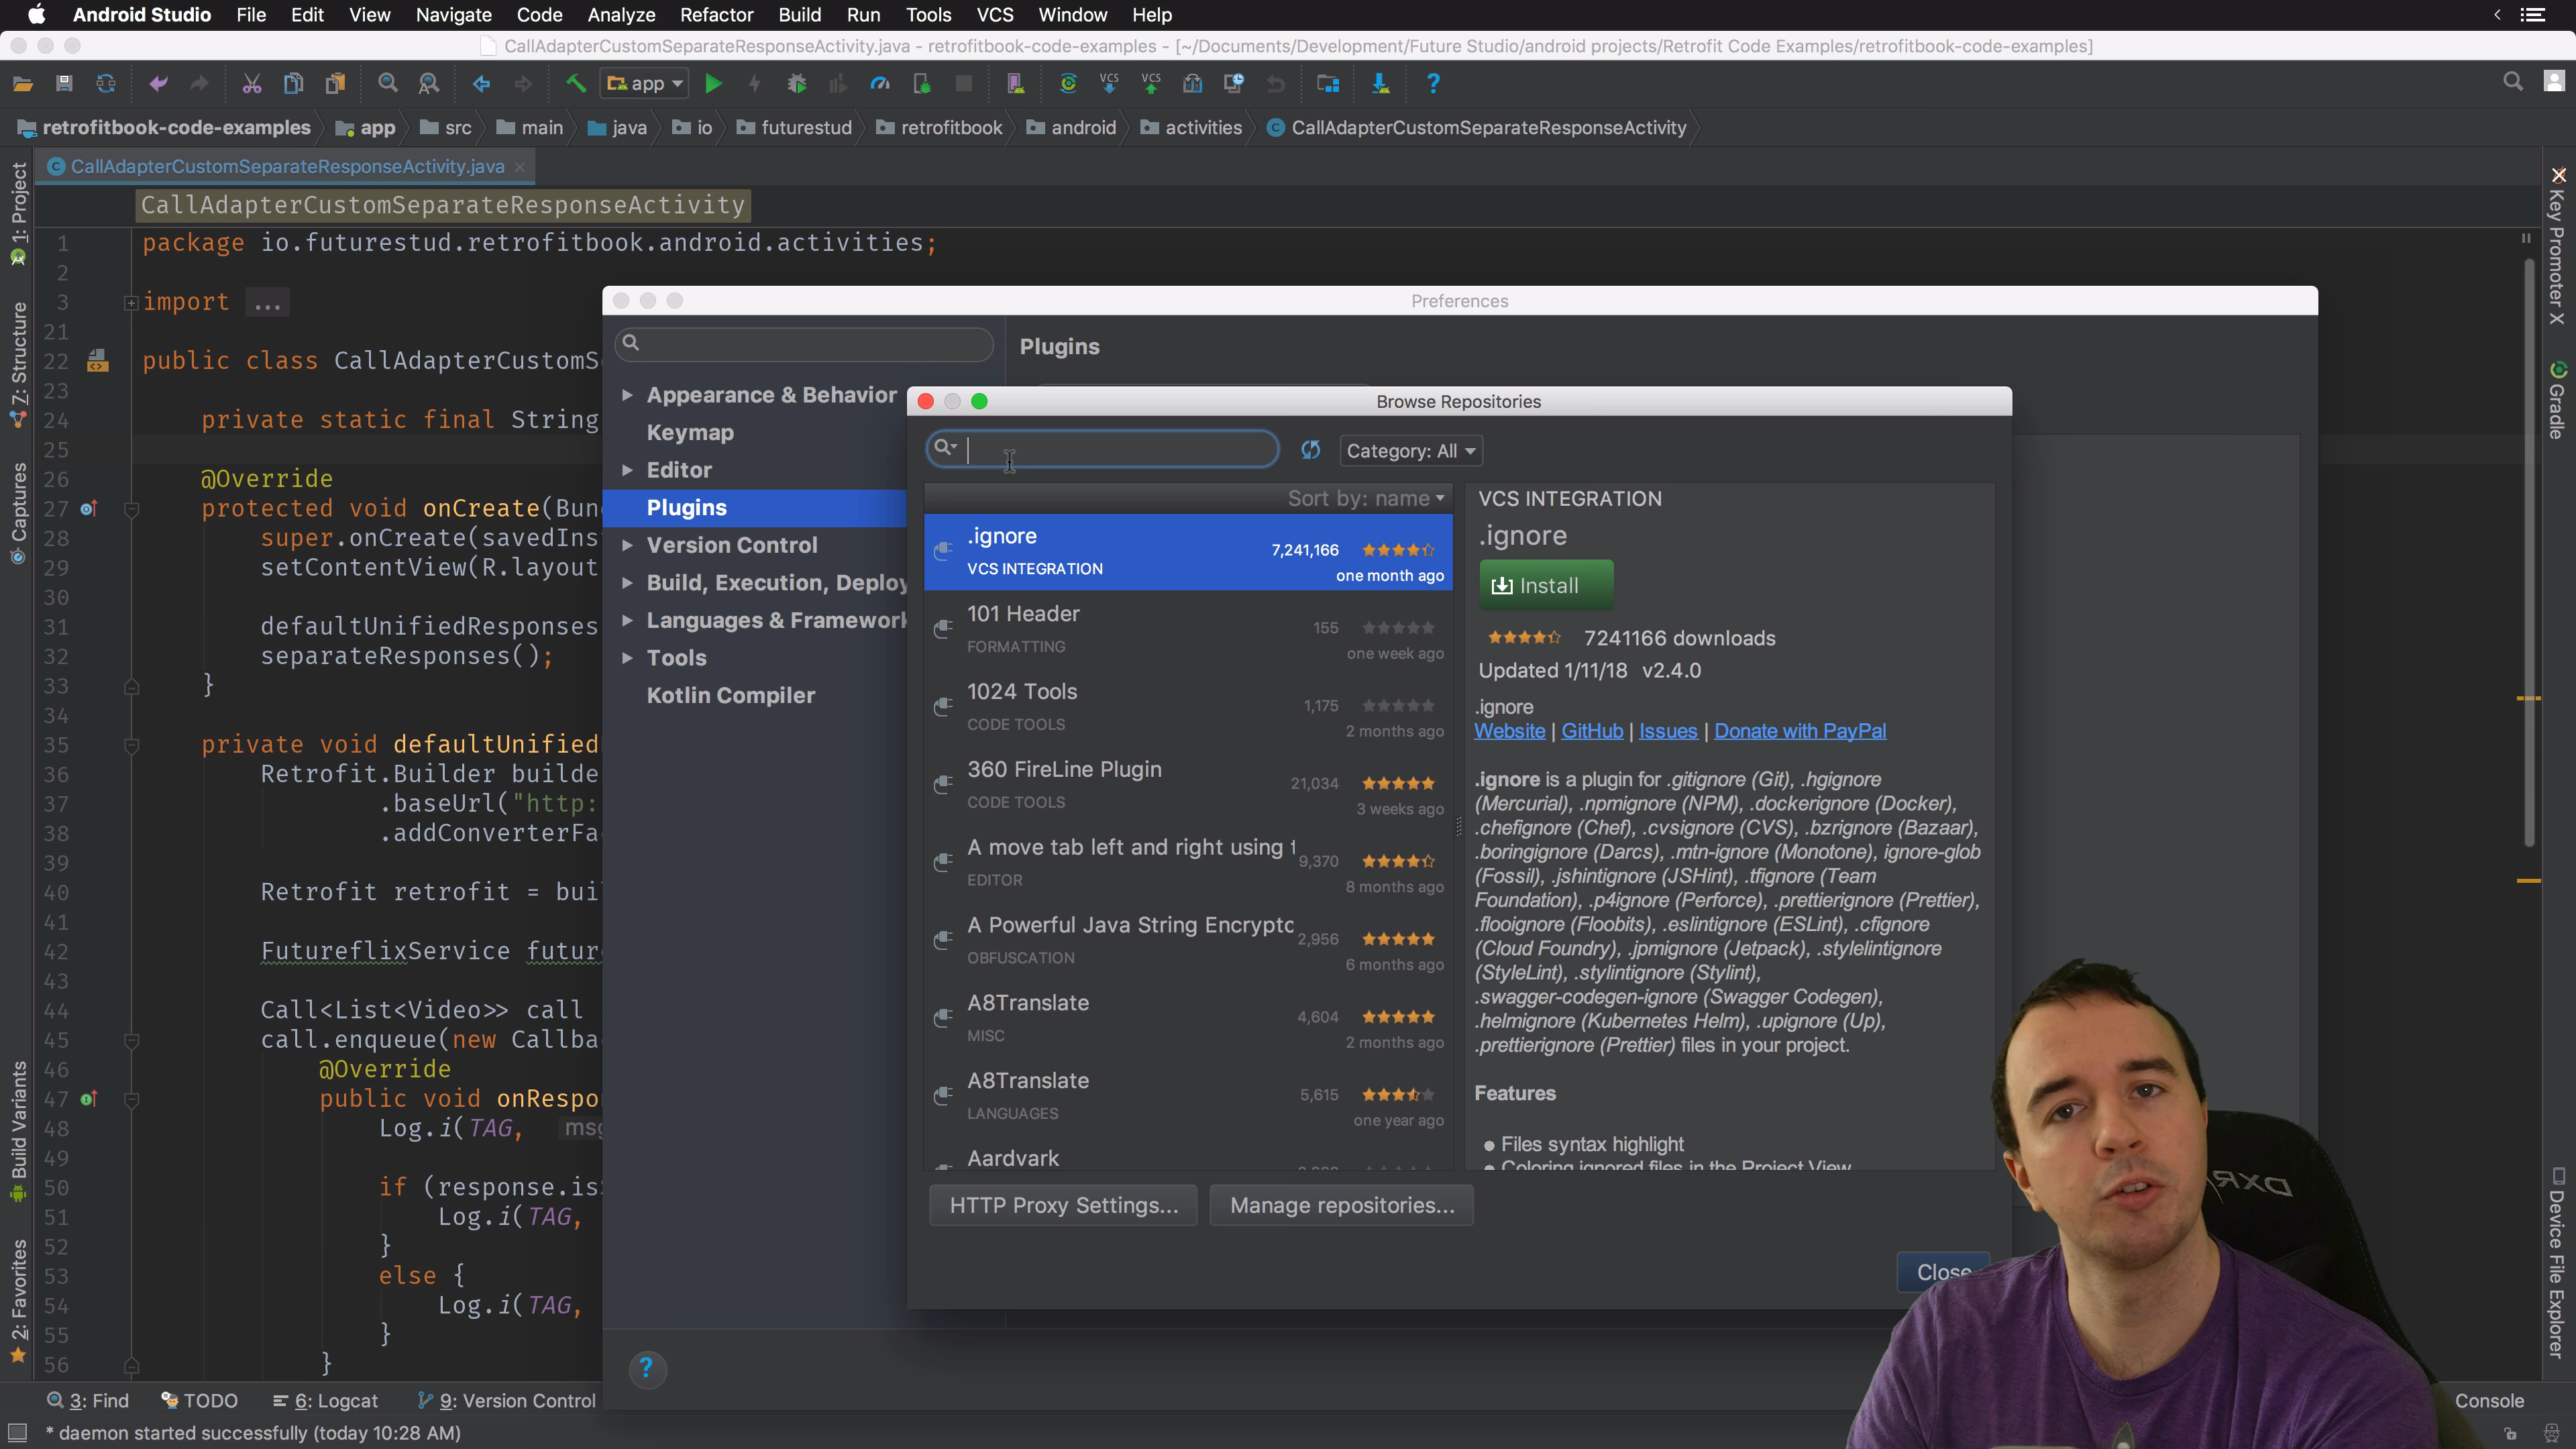 Android Studio File Edit View Navigate Code Analyze Refactor Build Run Tools VCS Window Help
CallAdapterCustomSeparateResponseActivity.java - retrofitbook-code-examples - [~/Documents/Development/Future Studio/android projects/Retrofit Code Examples/retrofitbook-code-examples]
app VCS VCS ?
retrofitbook-code-examples app src main java io futurestud retrofitbook android activities CallAdapterCustomSeparateResponseActivity
CallAdapterCustomSeparateResponseActivity.java
CallAdapterCustomSeparateResponseActivity
1: Project
Z: Structure
Captures
Build Variants
2: Favorites
1 package io.futurestud.retrofitbook.android.activities;
2
3 import ...
21
22 public class CallAdapterCustomS
23
24 private static final String
25
26 @Override
27 protected void onCreate(Bun
28 super.onCreate(savedIns
29 setContentView(R.layout
30
31 defaultUnifiedResponses
32 separateResponses();
33 }
34
35 private void defaultUnified
36 Retrofit.Builder builde
37 .baseUrl("http:
38 .addConverterFa
39
40 Retrofit retrofit = bui
41
42 FutureflixService future
43
44 Call<List<Video>> call
45 call.enqueue(new Callba
46 @Override
47 public void onRespo
48 Log.i(TAG, msg
49
50 if (response.is
51 Log.i(TAG,
52 }
53 else {
54 Log.i(TAG,
55 }
56 }
Preferences
Appearance & Behavior
Keymap
Editor
Plugins
Version Control
Build, Execution, Deploy
Languages & Framework
Tools
Kotlin Compiler
?
Plugins
Browse Repositories
Category: All
Sort by: name
.ignore 7,241,166
VCS INTEGRATION one month ago
101 Header 155
FORMATTING one week ago
1024 Tools 1,175
CODE TOOLS 2 months ago
360 FireLine Plugin 21,034
CODE TOOLS 3 weeks ago
A move tab left and right using t 9,370
EDITOR 8 months ago
A Powerful Java String Encrypto 2,956
OBFUSCATION 6 months ago
A8Translate 4,604
MISC 2 months ago
A8Translate 5,615
LANGUAGES one year ago
Aardvark
VCS INTEGRATION
.ignore
Install
7241166 downloads
Updated 1/11/18 v2.4.0
.ignore
Website | GitHub | Issues | Donate with PayPal
.ignore is a plugin for .gitignore (Git), .hgignore
(Mercurial), .npmignore (NPM), .dockerignore (Docker),
.chefignore (Chef), .cvsignore (CVS), .bzrignore (Bazaar),
.boringignore (Darcs), .mtn-ignore (Monotone), ignore-glob
(Fossil), .jshintignore (JSHint), .tfignore (Team
Foundation), .p4ignore (Perforce), .prettierignore (Prettier),
.flooignore (Floobits), .eslintignore (ESLint), .cfignore
(Cloud Foundry), .jpmignore (Jetpack), .stylelintignore
(StyleLint), .stylintignore (Stylint),
.swagger-codegen-ignore (Swagger Codegen),
.helmignore (Kubernetes Helm), .upignore (Up),
.prettierignore (Prettier) files in your project.
Features
Files syntax highlight
Coloring ignored files in the Project View
HTTP Proxy Settings...
Manage repositories...
Close
DXR
Key Promoter X
Gradle
Device File Explorer
3: Find TODO 6: Logcat 9: Version Control Console
* daemon started successfully (today 10:28 AM)